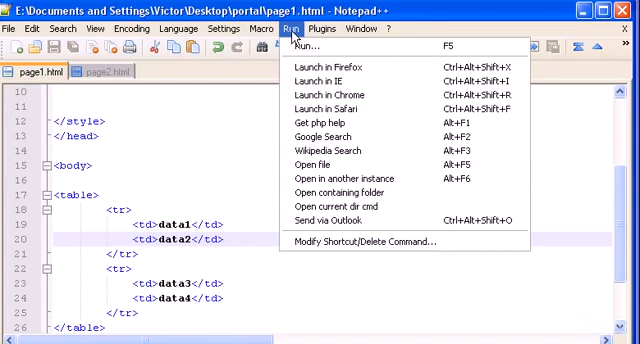 E:\Documents and Settings\Victor\Desktop\portal\page1.html - Notepad++
File Edit Search View Encoding Language Settings Macro Run Plugins Window ? X
page1.html page2.html
Run... F5
Launch in Firefox Ctrl+Alt+Shift+X
Launch in IE Ctrl+Alt+Shift+I
Launch in Chrome Ctrl+Alt+Shift+R
Launch in Safari Ctrl+Alt+Shift+F
Get php help Alt+F1
Google Search Alt+F2
Wikipedia Search Alt+F3
Open file Alt+F5
Open in another instance Alt+F6
Open containing folder
Open current dir cmd
Send via Outlook Ctrl+Alt+Shift+O
Modify Shortcut/Delete Command...
10
11
12 </style>
13 </head>
14
15 <body>
16
17 <table>
18 <tr>
19 <td>data1</td>
20 <td>data2</td>
21 </tr>
22 <tr>
23 <td>data3</td>
24 <td>data4</td>
25 </tr>
26 </table>